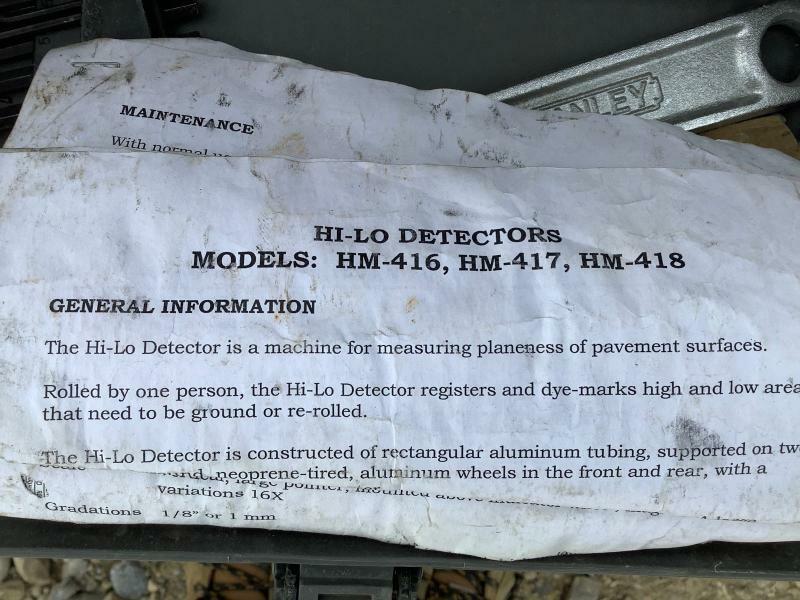 NLEY
MAINTENANCE
With normal
HI-LO DETECTORS
MODELS: HM-416, HM-417, HM-418
GENERAL INFORMATION
The Hi-Lo Detector is a machine for measuring planeness of pavement surfaces.
Rolled by one person, the Hi-Lo Detector registers and dye-marks high and low area
that need to be ground or re-rolled.
The Hi-Lo Detector is constructed of rectangular aluminum tubing, supported on tw
neoprene-tired, aluminum wheels in the front and rear, with a
large pointer, mounted
variations 16X
Gradations 1/8" or 1 mm